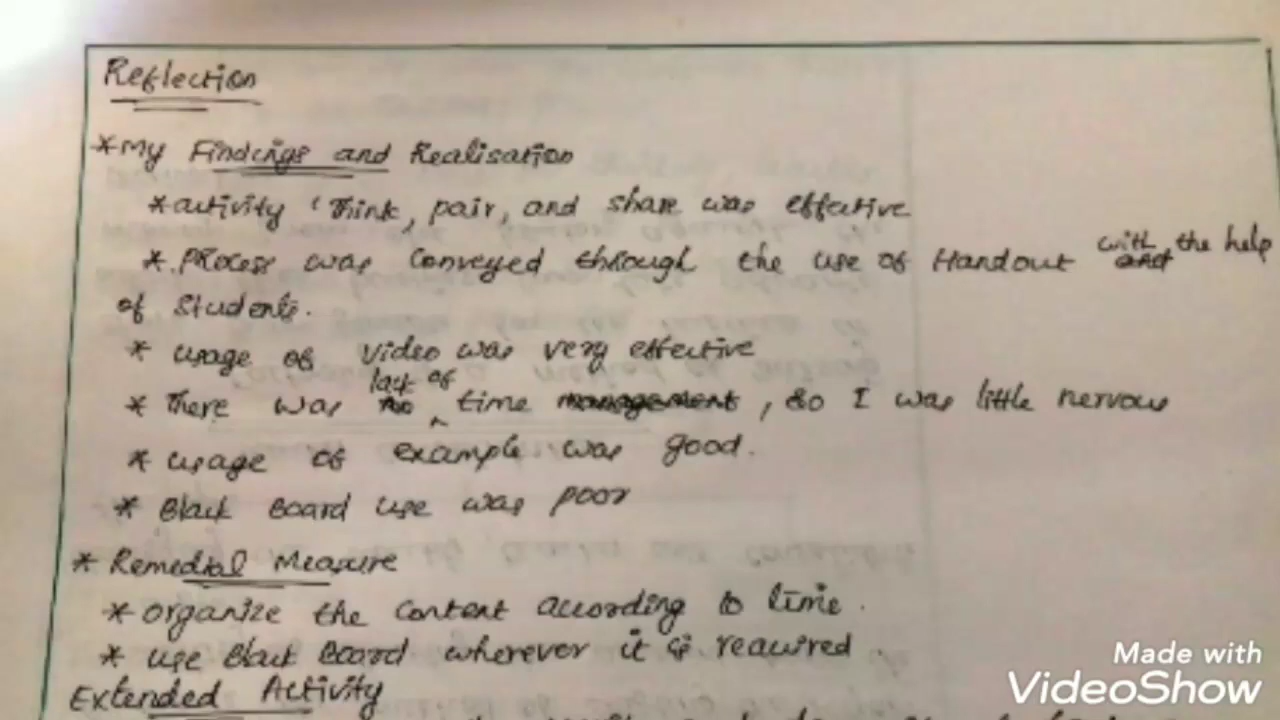 Reflection
* My Findings and Realisation
* activity 'Think, pair, and share was effective
* Process was conveyed through the use of Handout with the help
of Students.
* usage of video was very effective
* There was lack of time, so I was little nervous
* usage of example was good.
* Black Board use was poor
* Remedial Measure
* organize the content according to time.
* use Black Board wherever it is reauired.
Extended Activity
Made with
VideoShow